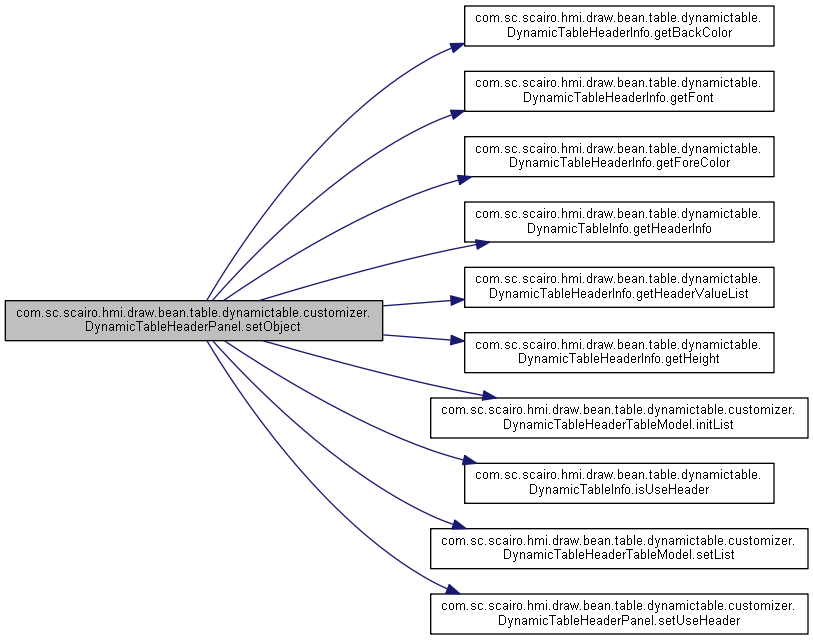 com.sc.scairo.hmi.draw.bean.table.dynamictable.
DynamicTableHeaderInfo.getBackColor
com.sc.scairo.hmi.draw.bean.table.dynamictable.
DynamicTableHeaderInfo.getFont
com.sc.scairo.hmi.draw.bean.table.dynamictable.
DynamicTableHeaderInfo.getForeColor
com.sc.scairo.hmi.draw.bean.table.dynamictable.
DynamicTableInfo.getHeaderInfo
com.sc.scairo.hmi.draw.bean.table.dynamictable.
DynamicTableHeaderInfo.getHeaderValueList
com.sc.scairo.hmi.draw.bean.table.dynamictable.customizer.
DynamicTableHeaderPanel.setObject
com.sc.scairo.hmi.draw.bean.table.dynamictable.
DynamicTableHeaderInfo.getHeight
com.sc.scairo.hmi.draw.bean.table.dynamictable.customizer.
DynamicTableHeaderTableModel.initList
com.sc.scairo.hmi.draw.bean.table.dynamictable.
DynamicTableInfo.isUseHeader
com.sc.scairo.hmi.draw.bean.table.dynamictable.customizer.
DynamicTableHeaderTableModel.setList
com.sc.scairo.hmi.draw.bean.table.dynamictable.customizer.
DynamicTableHeaderPanel.setUseHeader